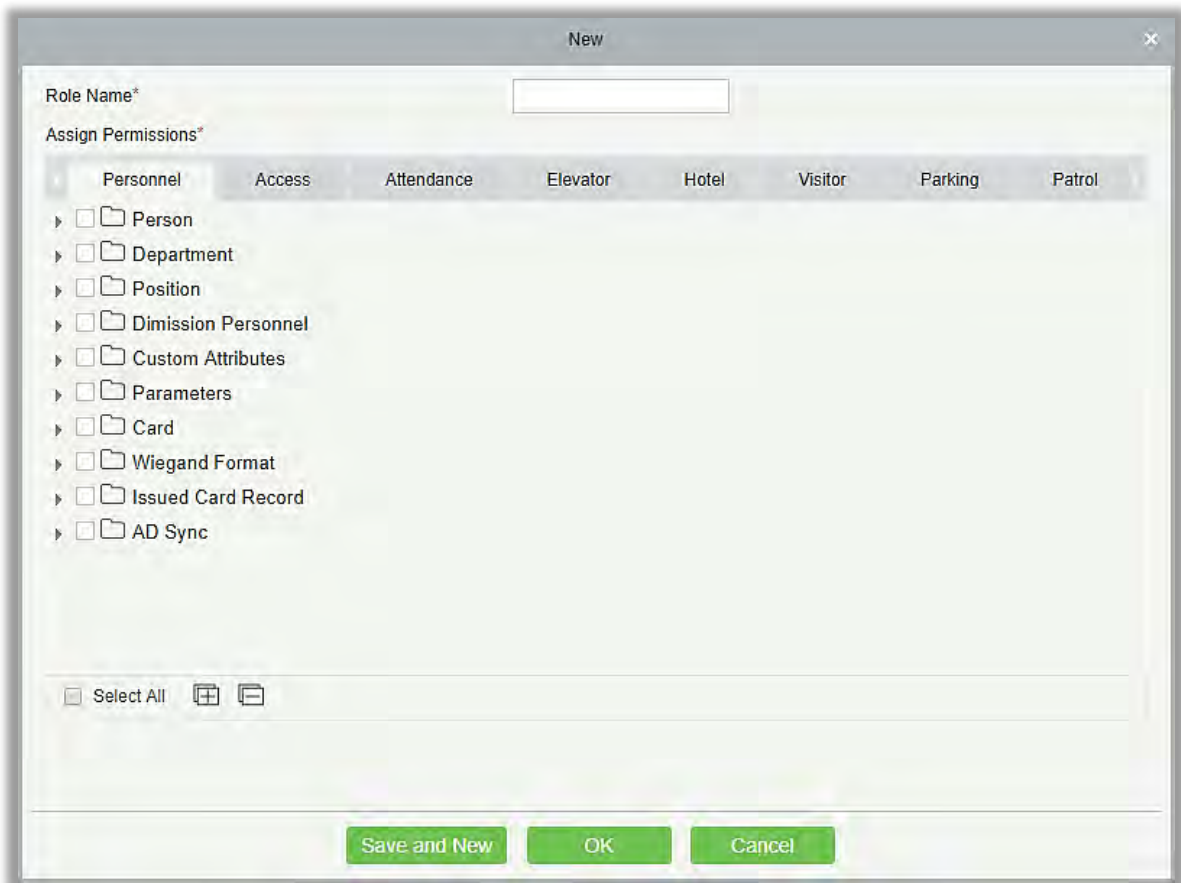 New
Role Name*
Assign Permissions*
Personnel Access Attendance Elevator Hotel Visitor Parking Patrol
Person
Department
Position
Dimission Personnel
Custom Attributes
Parameters
Card
Wiegand Format
Issued Card Record
AD Sync
Select All
Save and New OK Cancel